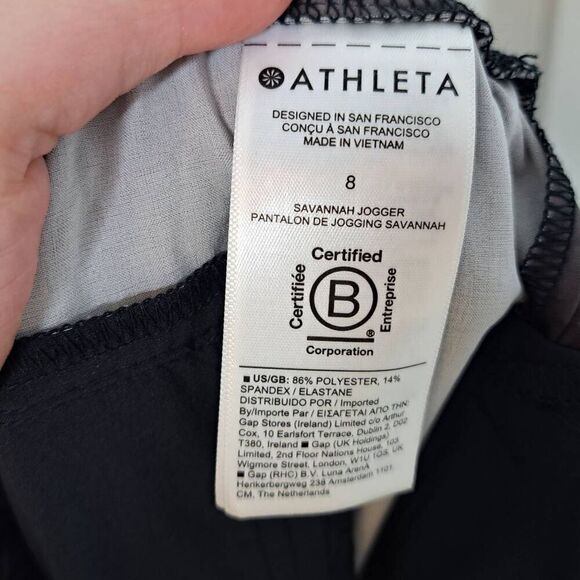 ATHLETA
DESIGNED IN SAN FRANCISCO
CONÇU À SAN FRANCISCO
MADE IN VIETNAM
8
SAVANNAH JOGGER
PANTALON DE JOGGING SAVANNAH
Certified
Certifiée
B
®
Entreprise
Corporation
■ US/GB: 86% POLYESTER, 14%
SPANDEX / ELASTANE
DISTRIBUIDO POR / Imported
By/Importe Par / ΕΙΣΑΓΕΤΑΙ ΑΠΟ ΤΗΝ:
Gap Stores (Ireland) Limited c/o Arthur
Cox, 10 Earlsfort Terrace, Dublin 2, D02
T380, Ireland ■ Gap (UK Holdings)
Limited, 2nd Floor Nations House, 103
Wigmore Street, London, W1U 1QS, UK
■ Gap (RHC) B.V. Luna ArenA
Herikerbergweg 238 Amsterdam 1101
CM, The Netherlands